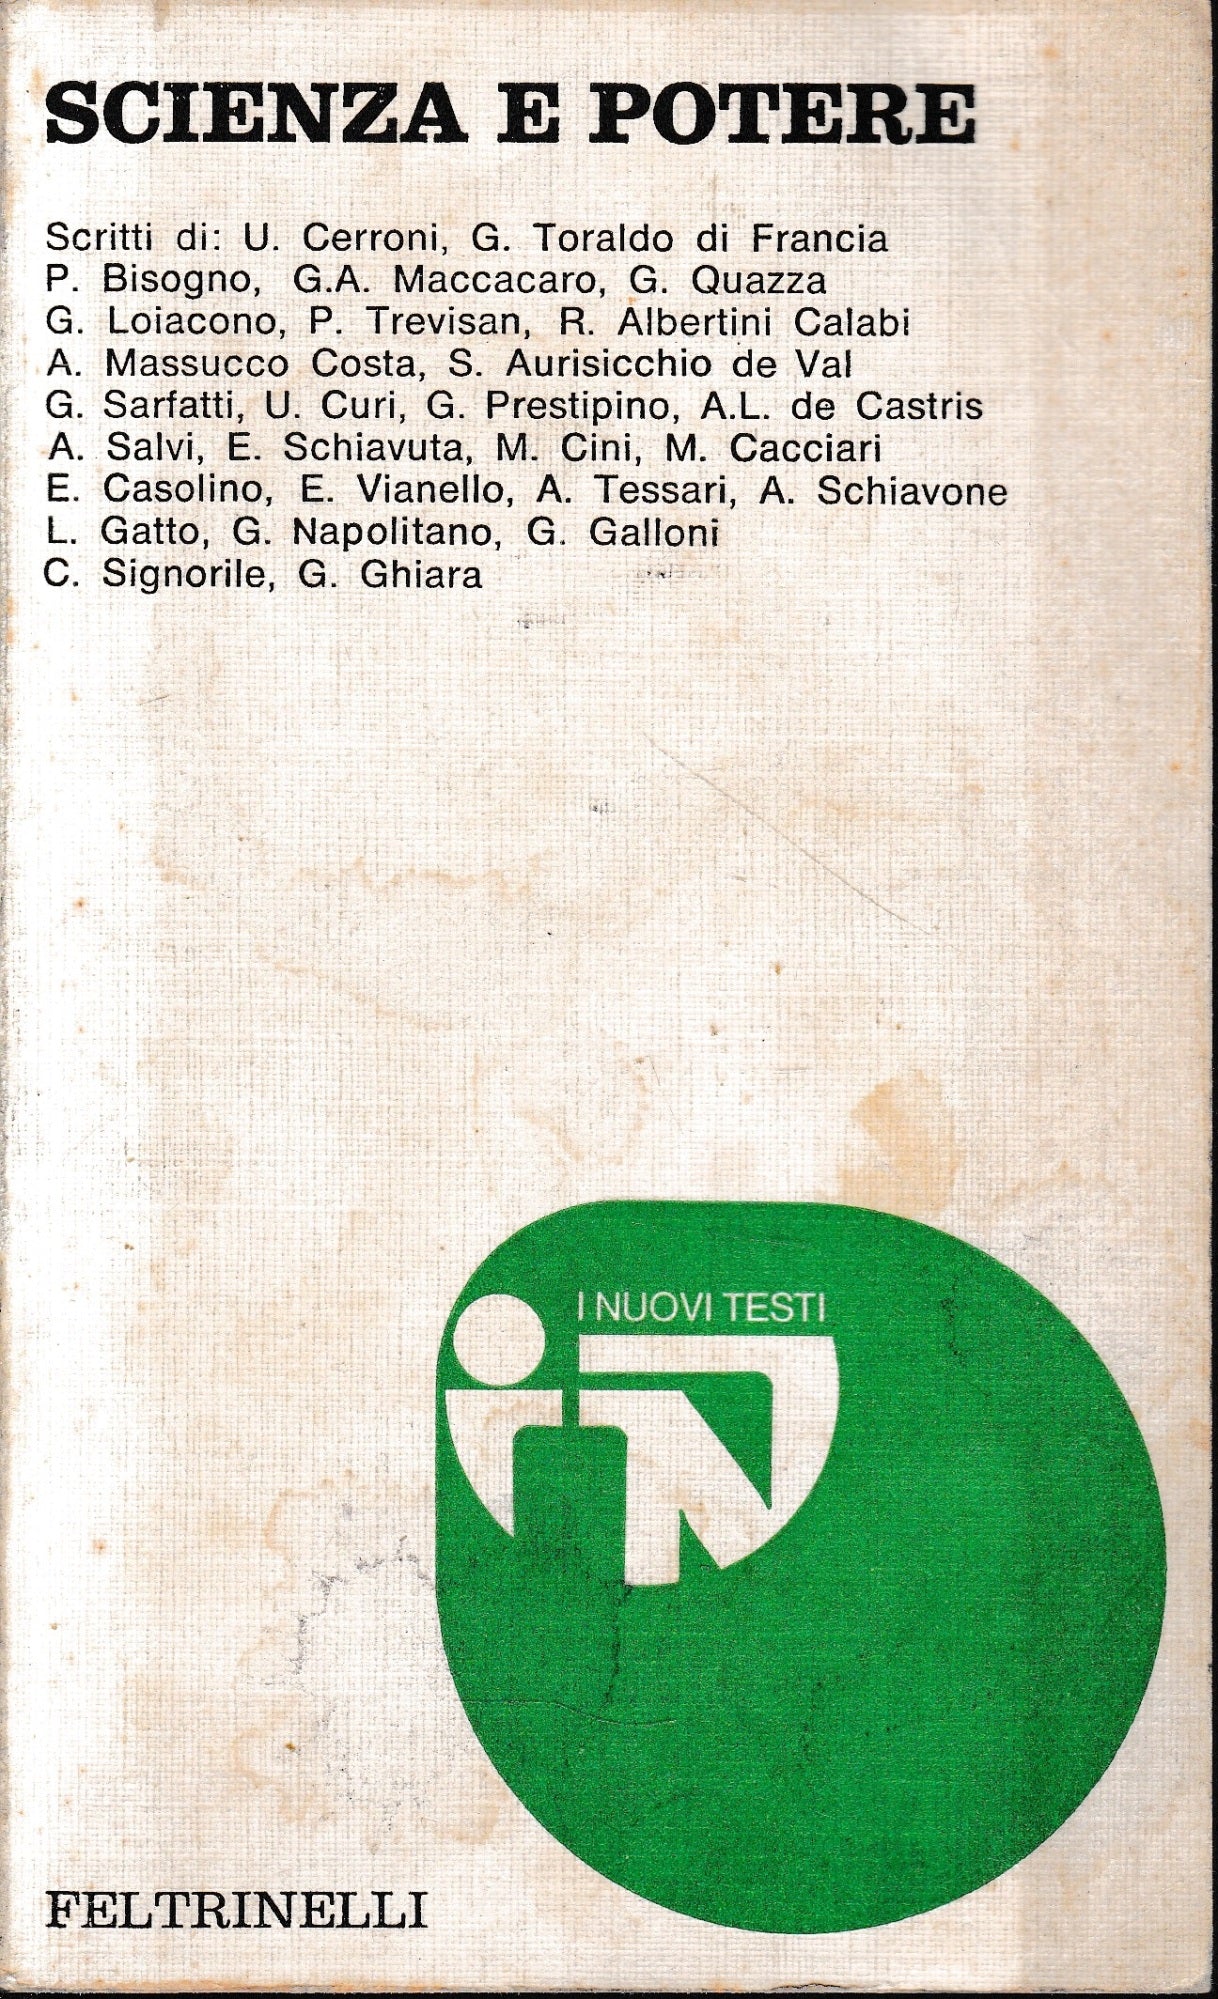 SCIENZA E POTERE
Scritti di: U. Cerroni, G. Toraldo di Francia
P. Bisogno, G.A. Maccacaro, G. Quazza
G. Loiacono, P. Trevisan, R. Albertini Calabi
A. Massucco Costa, S. Aurisicchio de Val
G. Sarfatti, U. Curi, G. Prestipino, A.L. de Castris
A. Salvi, E. Schiavuta, M. Cini, M. Cacciari
E. Casolino, E. Vianello, A. Tessari, A. Schiavone
L. Gatto, G. Napolitano, G. Galloni
C. Signorile, G. Ghiara
I NUOVI TESTI
FELTRINELLI